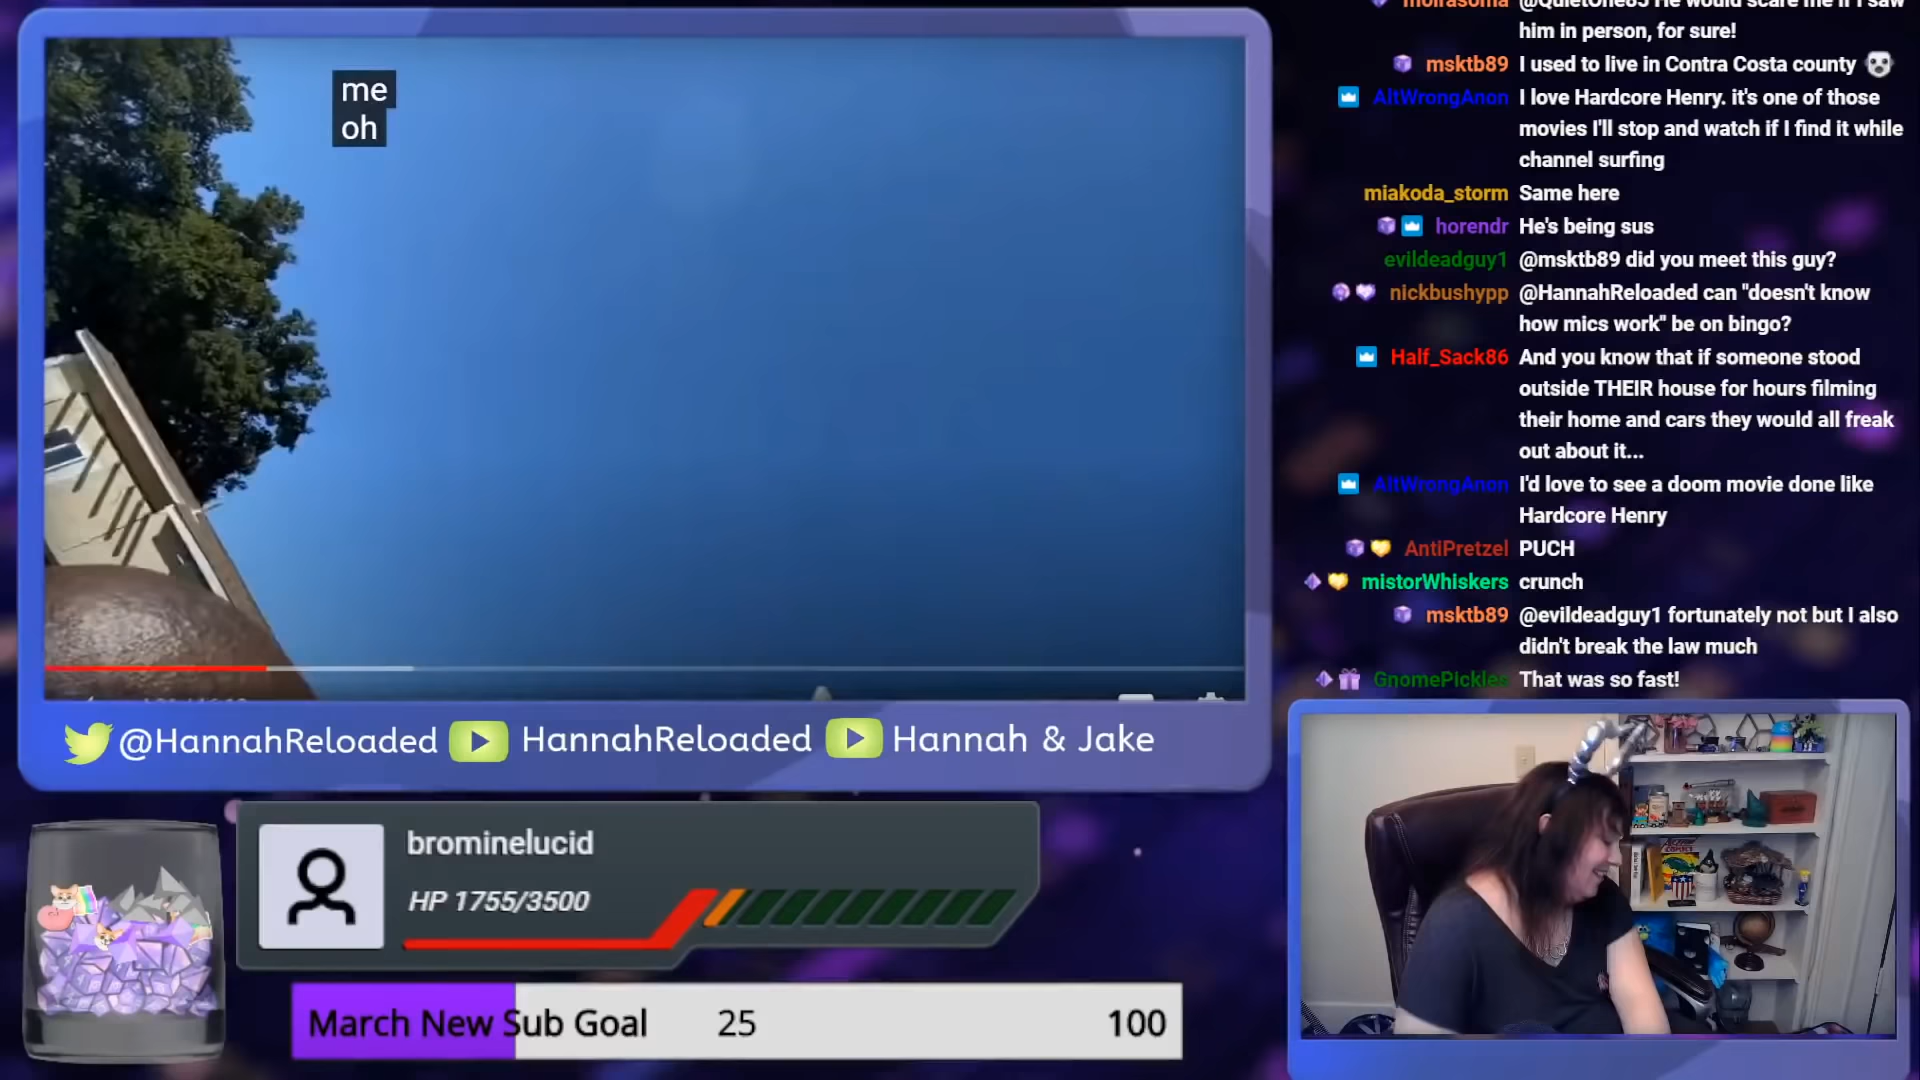 me
oh
@HannahReloaded HannahReloaded Hannah & Jake
brominelucid
HP 1755/3500
March New Sub Goal 25 100
him in person, for sure!
msktb89 I used to live in Contra Costa county
AltWrongAnon I love Hardcore Henry. it's one of those
movies I'll stop and watch if I find it while
channel surfing
miakoda_storm Same here
horendr He's being sus
evildeadguy1 @msktb89 did you meet this guy?
nickbushypp @HannahReloaded can "doesn't know
how mics work" be on bingo?
Half_Sack86 And you know that if someone stood
outside THEIR house for hours filming
their home and cars they would all freak
out about it...
AltWrongAnon I'd love to see a doom movie done like
Hardcore Henry
AntiPretzel PUCH
mistorWhiskers crunch
msktb89 @evildeadguy1 fortunately not but I also
didn't break the law much
GnomePickles That was so fast!